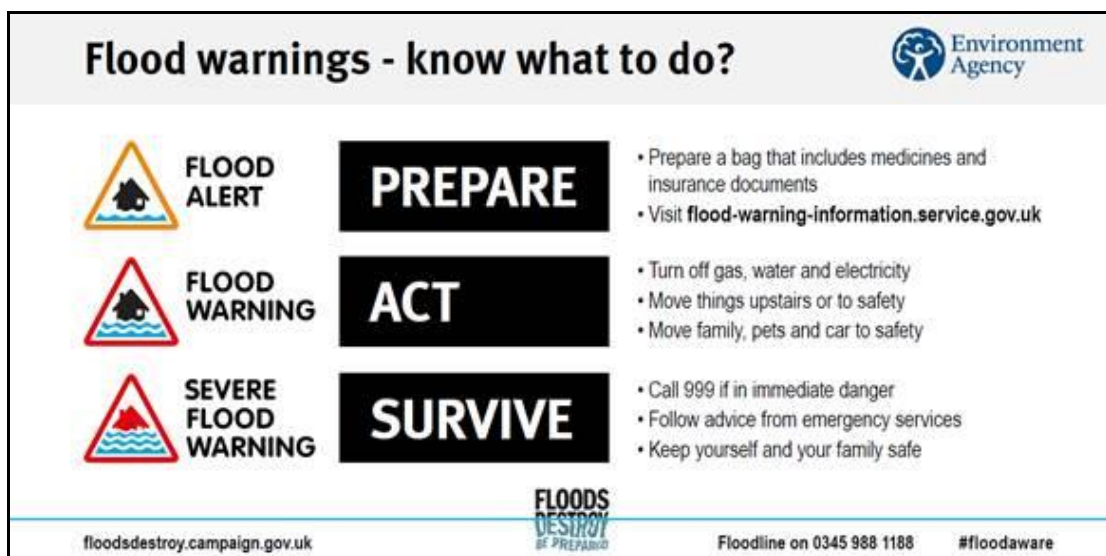 Flood warnings - know what to do?
Environment
Agency
FLOOD
ALERT
PREPARE
• Prepare a bag that includes medicines and
insurance documents
• Visit flood-warning-information.service.gov.uk
FLOOD
WARNING
ACT
• Turn off gas, water and electricity
• Move things upstairs or to safety
• Move family, pets and car to safety
SEVERE
FLOOD
WARNING
SURVIVE
• Call 999 if in immediate danger
• Follow advice from emergency services
• Keep yourself and your family safe
FLOODS
DESTROY
BE PREPARED
floodsdestroy.campaign.gov.uk
Floodline on 0345 988 1188
#floodaware